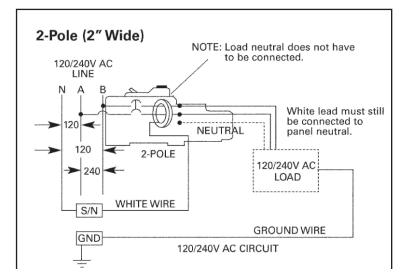 2-Pole (2” Wide)
NOTE: Load neutral does not have
to be connected.
120/240V AC
LINE
N A B
White lead must still
be connected to
panel neutral.
120
NEUTRAL
120
2-POLE
240
120/240V AC
LOAD
S/N
WHITE WIRE
GND
GROUND WIRE
120/240V AC CIRCUIT